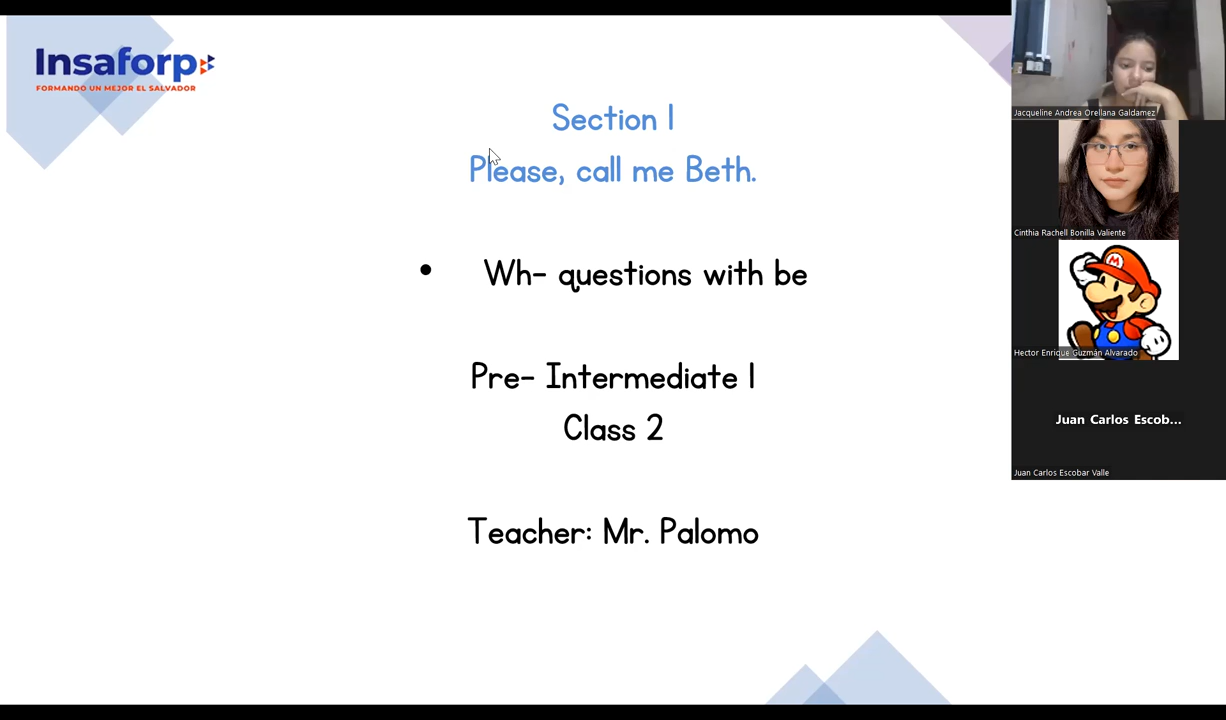 Insaforp
FORMANDO UN MEJOR EL SALVADOR
Section 1
Please, call me Beth.
• Wh- questions with be
Pre- Intermediate 1
Class 2
Teacher: Mr. Palomo
Jacqueline Andrea Orellana Galdamez
Cinthia Rachell Bonilla Valiente
M
Hector Enrique Guzmán Alvarado
Juan Carlos Escob...
Juan Carlos Escobar Valle